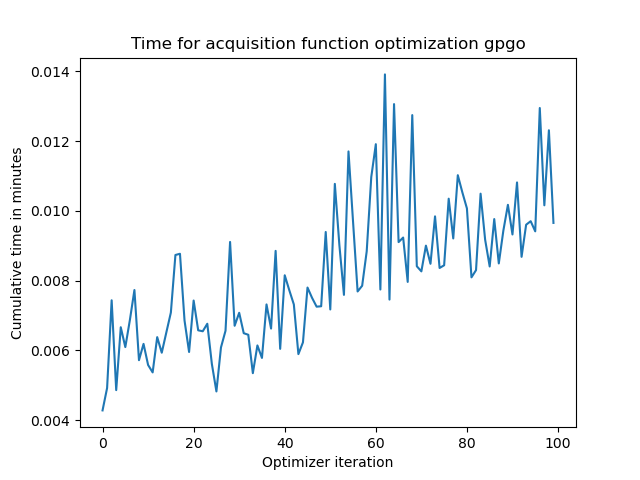 Time for acquisition function optimization gpgo
0.014
0.012
0.010
0.008
0.006
0.004
Cumulative time in minutes
0 20 40 60 80 100
Optimizer iteration